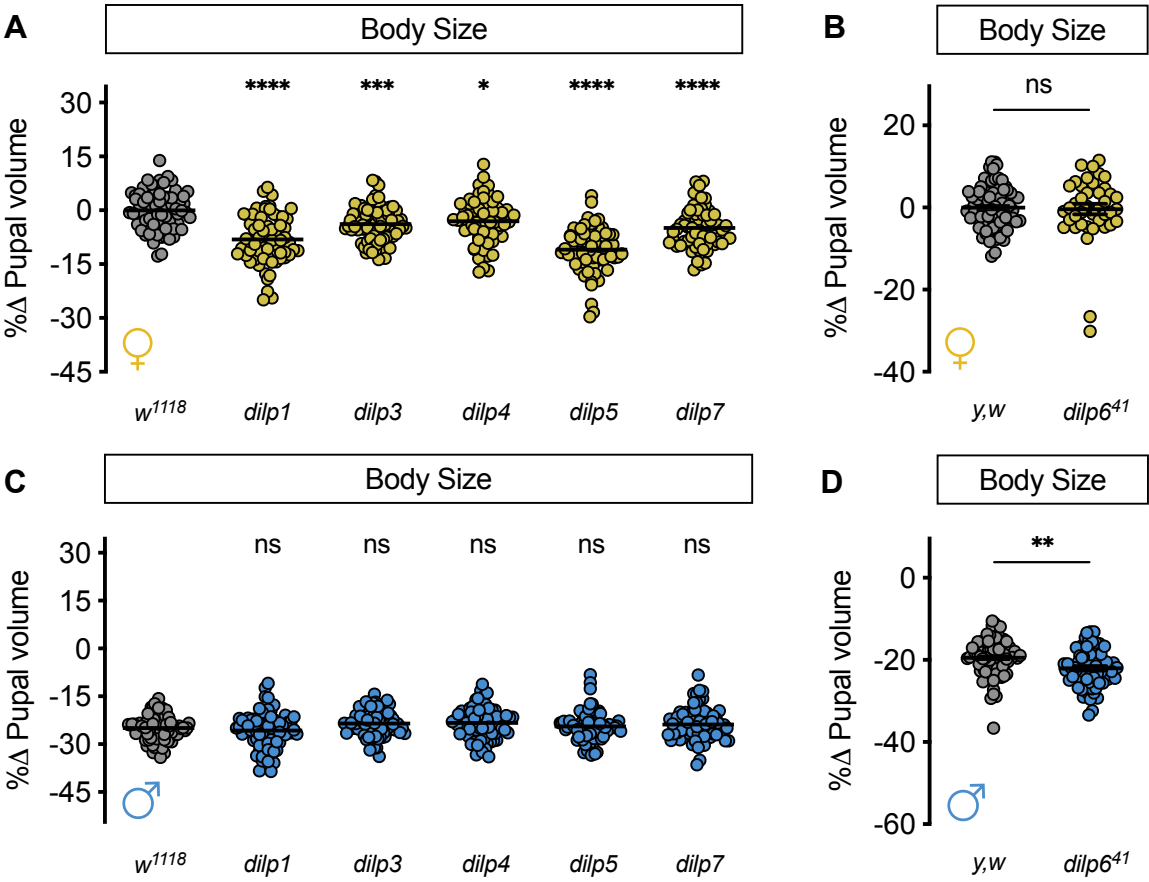 A
Body Size
%Δ Pupal volume
30
15
0
-15
-30
-45
**** *** * **** ****
♀
w1118 dilp1 dilp3 dilp4 dilp5 dilp7
B
Body Size
%Δ Pupal volume
20
0
-20
-40
ns
♀
y,w dilp641
C
Body Size
%Δ Pupal volume
30
15
0
-15
-30
-45
ns ns ns ns ns
♂
w1118 dilp1 dilp3 dilp4 dilp5 dilp7
D
Body Size
%Δ Pupal volume
0
-20
-40
-60
**
♂
y,w dilp641